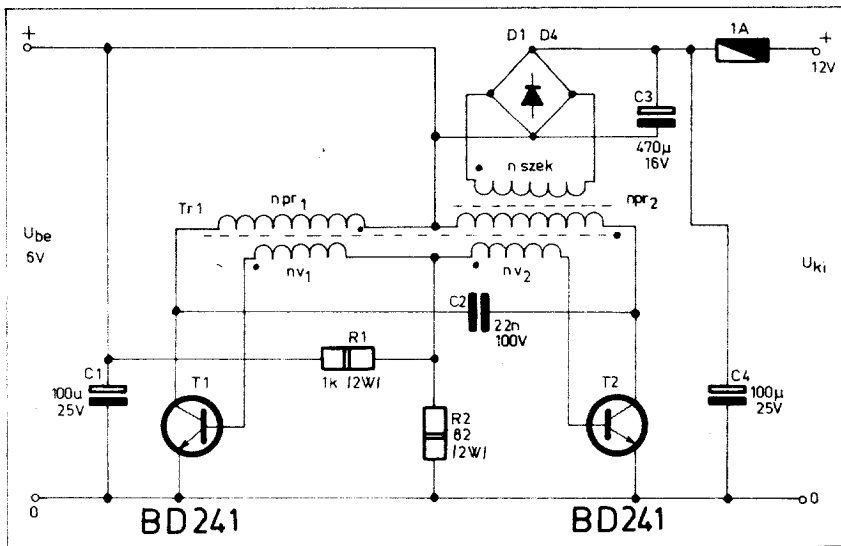 +
D1 D4
1A
+
12V
C3
470µ
16V
n szek
Tr1
npr1
npr2
Ube
6V
nv1
nv2
Uki
C2
22n
100V
R1
1k /2W/
C1
100u
25V
T1
R2
82
/2W/
T2
C4
100µ
25V
0
BD241
BD241
0